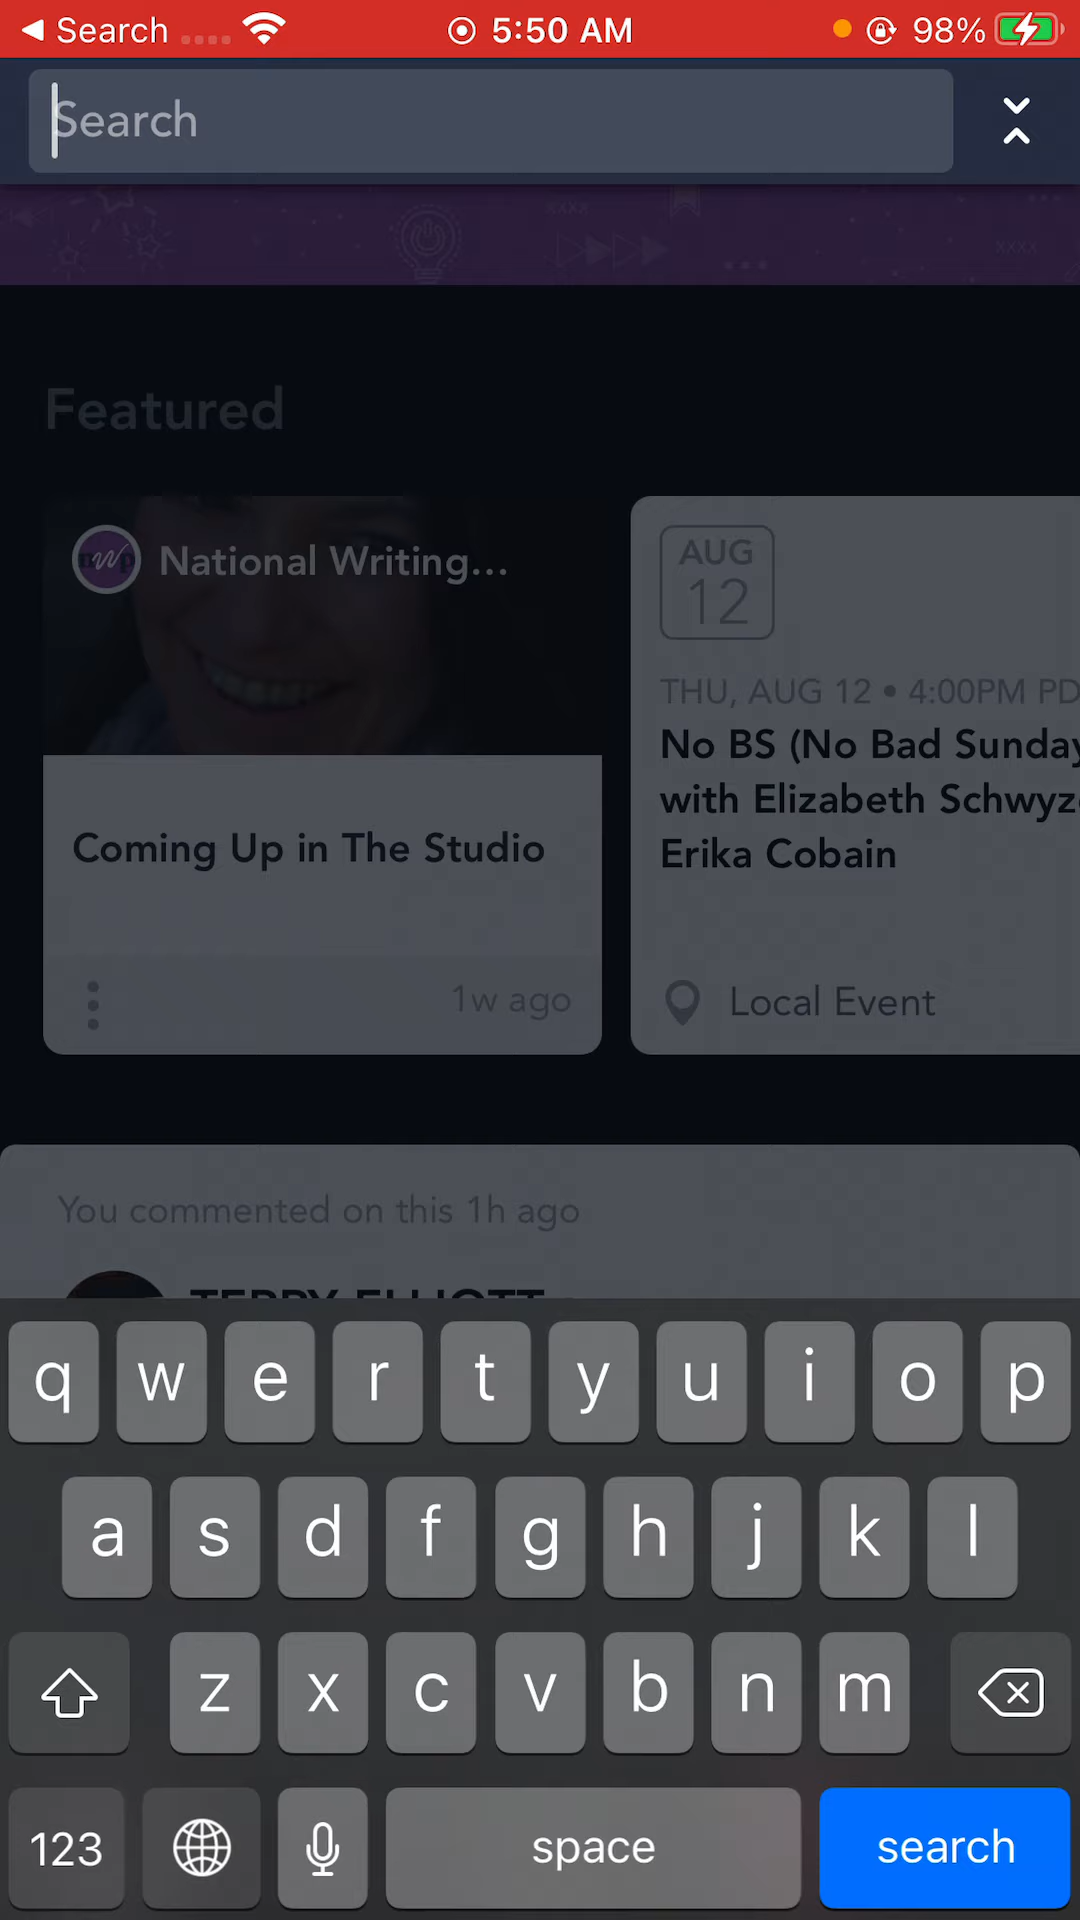 Search
5:50 AM
98%
Search
Featured
National Writing...
Coming Up in The Studio
1w ago
AUG
12
THU, AUG 12 • 4:00PM PD
No BS (No Bad Sunday
with Elizabeth Schwyz
Erika Cobain
Local Event
You commented on this 1h ago
TERRY ELLIOTT
q w e r t y u i o p
a s d f g h j k l
z x c v b n m
123 space search